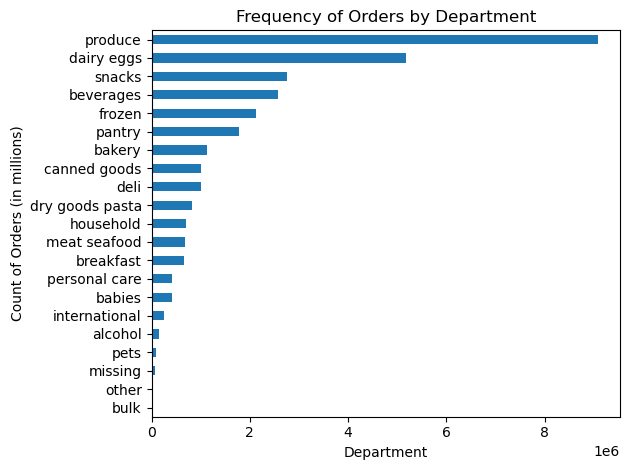 Frequency of Orders by Department
Count of Orders (in millions)
produce
dairy eggs
snacks
beverages
frozen
pantry
bakery
canned goods
deli
dry goods pasta
household
meat seafood
breakfast
personal care
babies
international
alcohol
pets
missing
other
bulk
0 2 4 6 8
1e6
Department